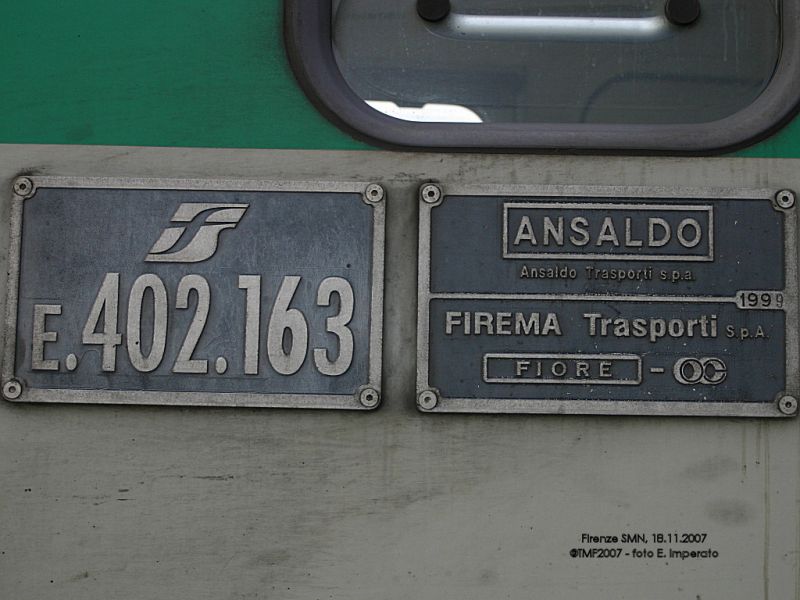 E.402.163
ANSALDO
Ansaldo Trasporti s.p.a.
1999
FIREMA Trasporti S.p.A.
FIORE - OC
Firenze SMN, 18.11.2007
©TMF2007 - foto E. Imperato